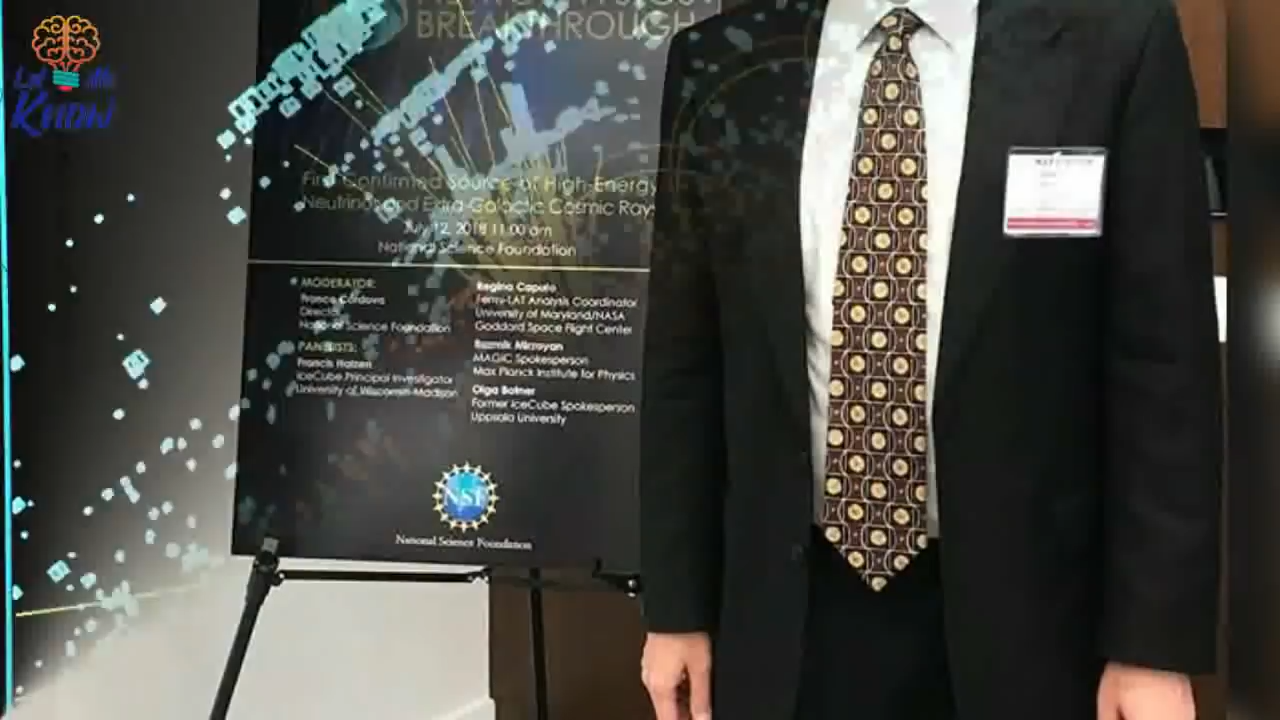 Let Me
KNOW
BREAKTHROUGH
First Confirmed Source of High-Energy
Neutrinos and Extra-Galactic Cosmic Rays
July 12, 2018 11:00 am
National Science Foundation
MODERATOR:
France Córdova
Director
National Science Foundation
PANELISTS:
Francis Halzen
IceCube Principal Investigator
University of Wisconsin-Madison
Regina Caputo
Fermi-LAT Analysis Coordinator
University of Maryland/NASA
Goddard Space Flight Center
Razmik Mirzoyan
MAGIC Spokesperson
Max Planck Institute for Physics
Olga Botner
Former IceCube Spokesperson
Uppsala University
NSF
National Science Foundation